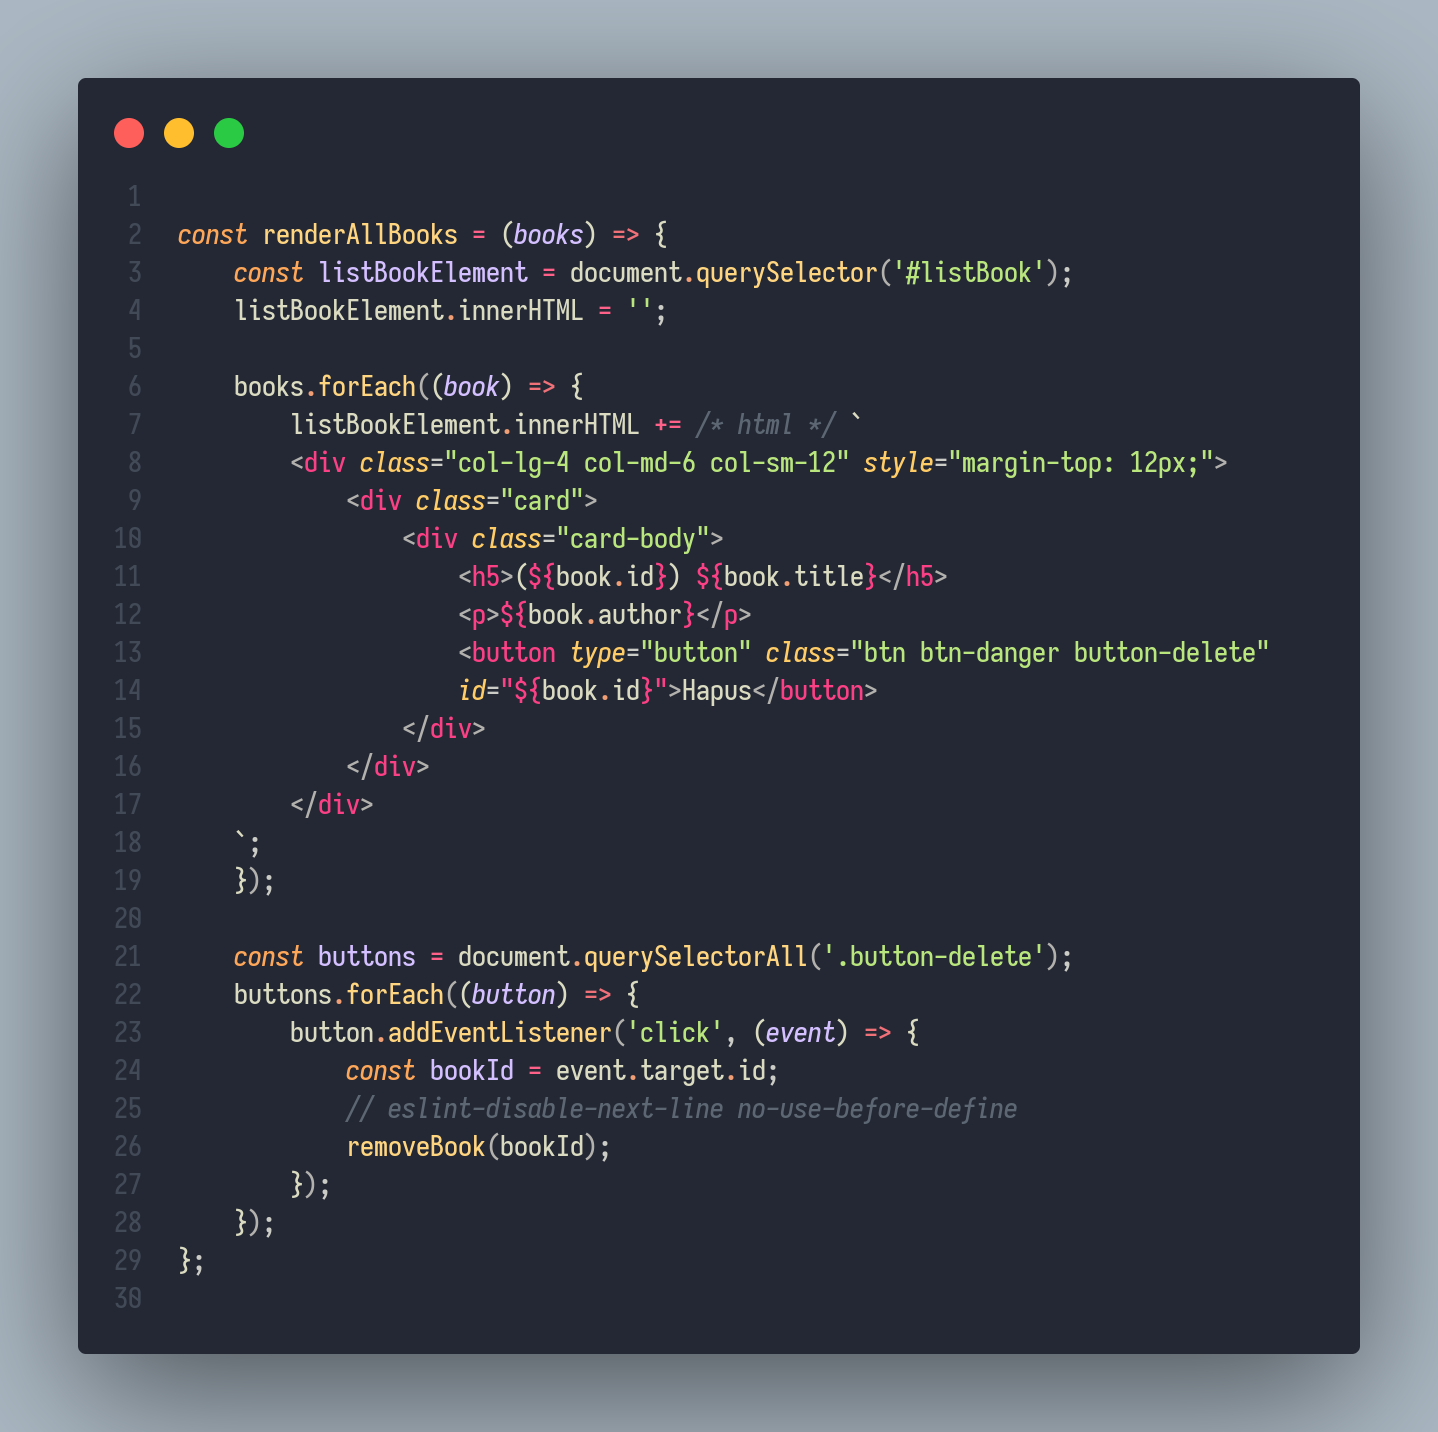 1
2 const renderAllBooks = (books) => {
3     const listBookElement = document.querySelector('#listBook');
4     listBookElement.innerHTML = '';
5
6     books.forEach((book) => {
7         listBookElement.innerHTML += /* html */ `
8         <div class="col-lg-4 col-md-6 col-sm-12" style="margin-top: 12px;">
9             <div class="card">
10                 <div class="card-body">
11                     <h5>(${book.id}) ${book.title}</h5>
12                     <p>${book.author}</p>
13                     <button type="button" class="btn btn-danger button-delete"
14                     id="${book.id}">Hapus</button>
15                 </div>
16             </div>
17         </div>
18     `;
19     });
20
21     const buttons = document.querySelectorAll('.button-delete');
22     buttons.forEach((button) => {
23         button.addEventListener('click', (event) => {
24             const bookId = event.target.id;
25             // eslint-disable-next-line no-use-before-define
26             removeBook(bookId);
27         });
28     });
29 };
30